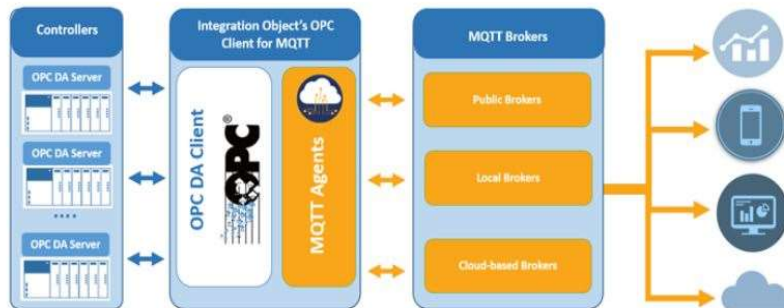 Controllers
OPC DA Server
OPC DA Server
....
OPC DA Server
Integration Object's OPC
Client for MQTT
OPC DA Client
OPC®
MQTT Agents
MQTT Brokers
Public Brokers
Local Brokers
Cloud-based Brokers